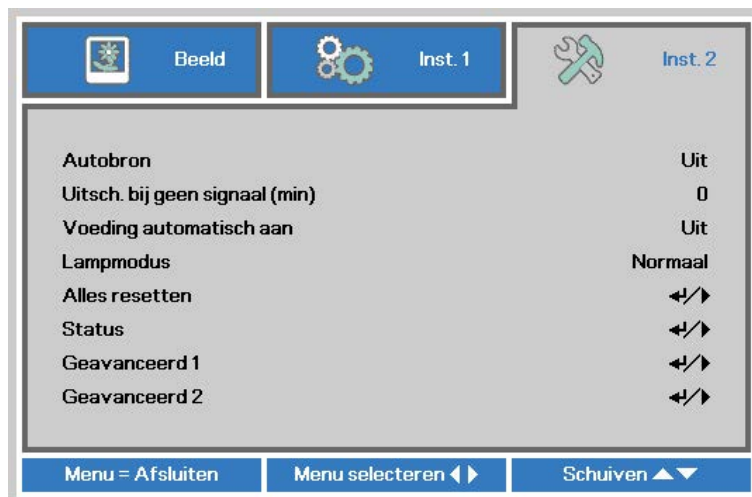 Beeld
Inst. 1
Inst. 2
Autobron Uit
Uitsch. bij geen signaal (min) 0
Voeding automatisch aan Uit
Lampmodus Normaal
Alles resetten ↵/▶
Status ↵/▶
Geavanceerd 1 ↵/▶
Geavanceerd 2 ↵/▶
Menu = Afsluiten
Menu selecteren ◀ ▶
Schuiven ▲▼